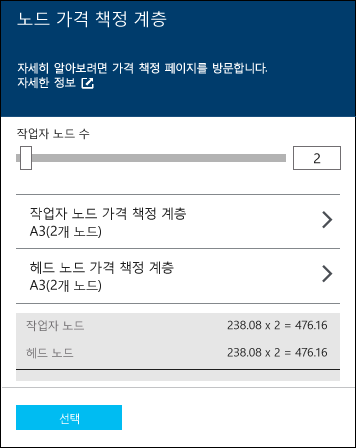 노드 가격 책정 계층
자세히 알아보려면 가격 책정 페이지를 방문합니다.
자세한 정보
작업자 노드 수
2
작업자 노드 가격 책정 계층
A3(2개 노드)
헤드 노드 가격 책정 계층
A3(2개 노드)
작업자 노드 238.08 x 2 = 476.16
헤드 노드 238.08 x 2 = 476.16
선택